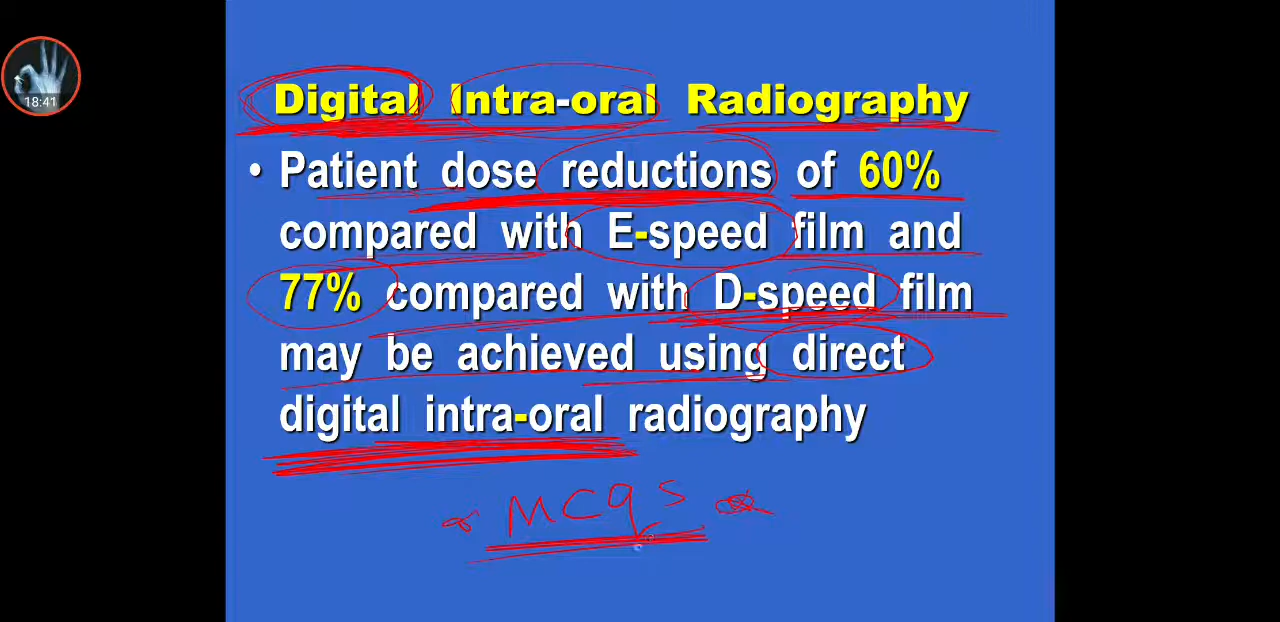 18:41
Digital Intra-oral Radiography
• Patient dose reductions of 60%
compared with E-speed film and
77% compared with D-speed film
may be achieved using direct
digital intra-oral radiography
MCQS